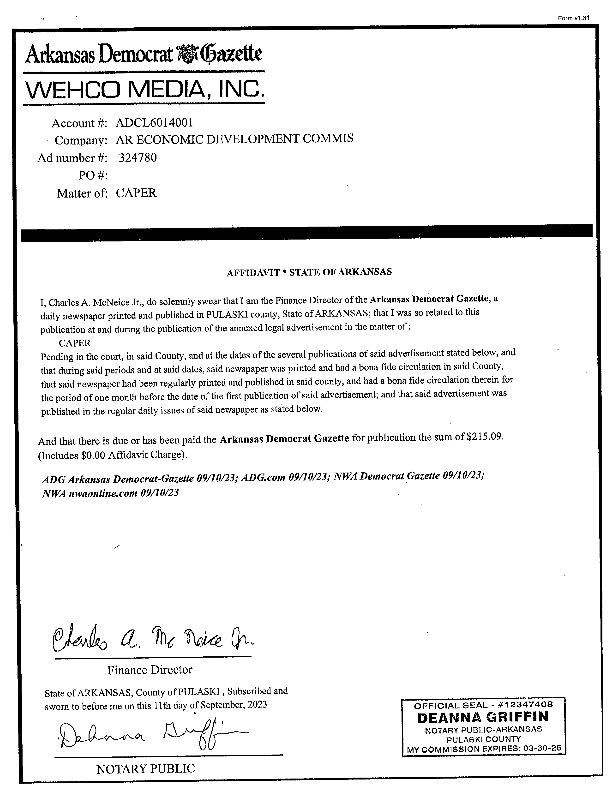 Form v1.31
Arkansas Democrat Gazette
WEHCO MEDIA, INC.
Account #: ADCL6014001
Company: AR ECONOMIC DEVELOPMENT COMMIS
Ad number #: 324780
PO #:
Matter of: CAPER
AFFIDAVIT * STATE OF ARKANSAS
I, Charles A. McNeice Jr., do solemnly swear that I am the Finance Director of the Arkansas Democrat Gazette, a
daily newspaper printed and published in PULASKI county, State of ARKANSAS; that I was so related to this
publication at and during the publication of the annexed legal advertisement in the matter of:
CAPER
Pending in the court, in said County, and at the dates of the several publications of said advertisement stated below, and
that during said periods and at said dates, said newspaper was printed and had a bona fide circulation in said County,
that said newspaper had been regularly printed and published in said county, and had a bona fide circulation therein for
the period of one month before the date of the first publication of said advertisement; and that said advertisement was
published in the regular daily issues of said newspaper as stated below.
And that there is due or has been paid the Arkansas Democrat Gazette for publication the sum of $215.09.
(Includes $0.00 Affidavit Charge).
ADG Arkansas Democrat-Gazette 09/10/23; ADG.com 09/10/23; NWA Democrat Gazette 09/10/23;
NWA nwaonline.com 09/10/23
Charles A. Mc Neice Jr.
Finance Director
State of ARKANSAS, County of PULASKI, Subscribed and
sworn to before me on this 11th day of September, 2023
Deanna Griffin
NOTARY PUBLIC
OFFICIAL SEAL - #12347408
DEANNA GRIFFIN
NOTARY PUBLIC-ARKANSAS
PULASKI COUNTY
MY COMMISSION EXPIRES: 03-30-26